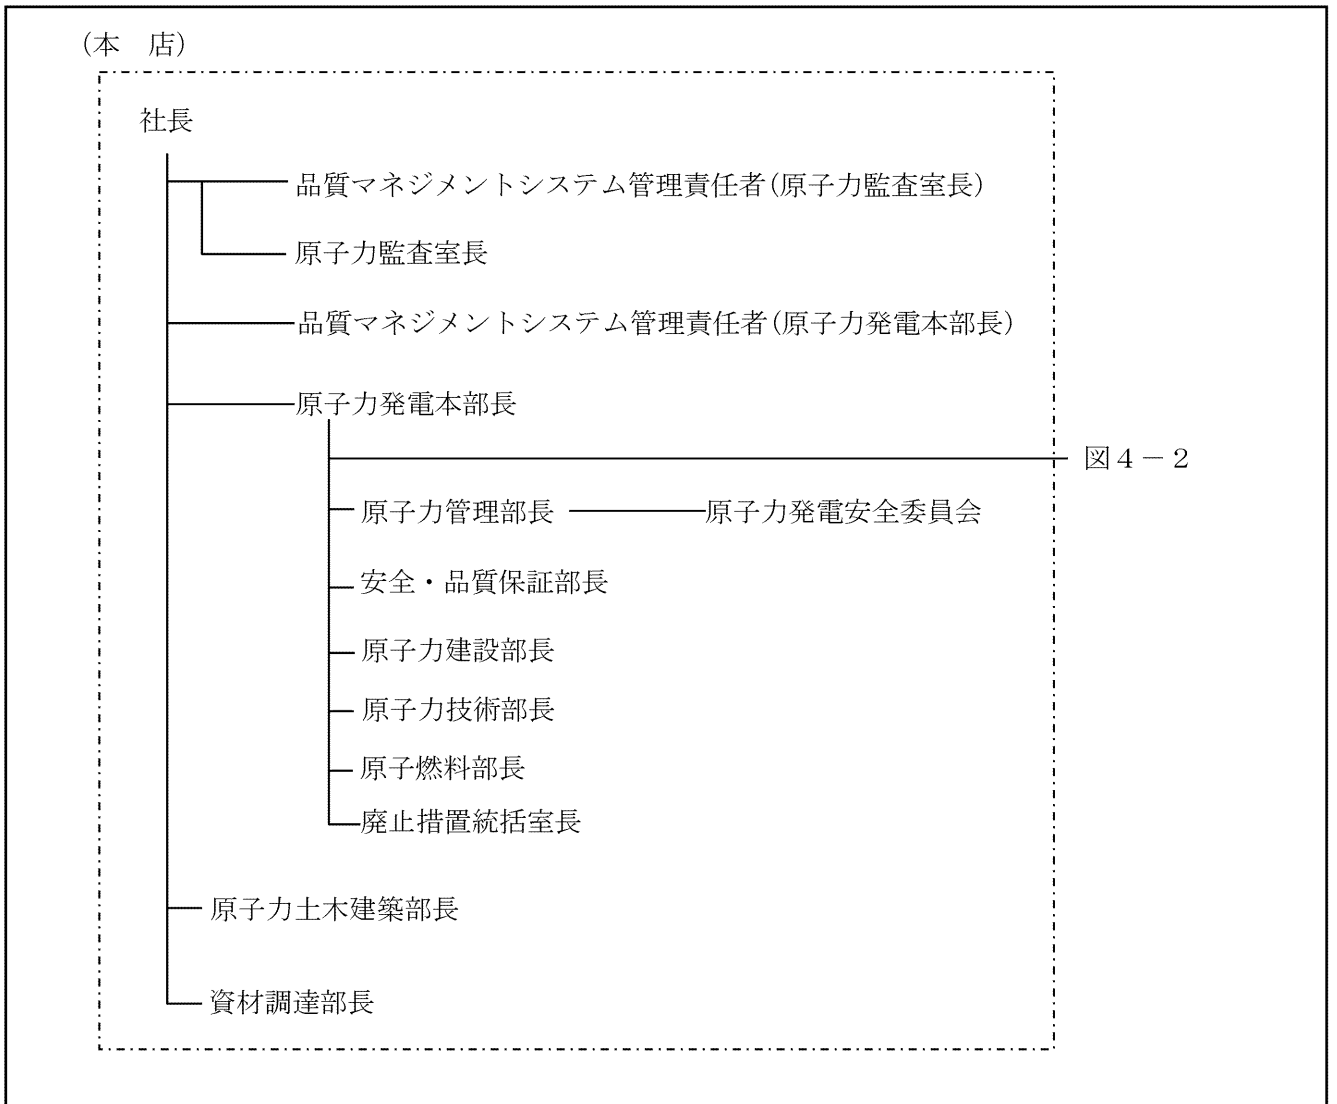 (本　店)
社長
品質マネジメントシステム管理責任者(原子力監査室長)
原子力監査室長
品質マネジメントシステム管理責任者(原子力発電本部長)
原子力発電本部長
図４－２
原子力管理部長
原子力発電安全委員会
安全・品質保証部長
原子力建設部長
原子力技術部長
原子燃料部長
廃止措置統括室長
原子力土木建築部長
資材調達部長